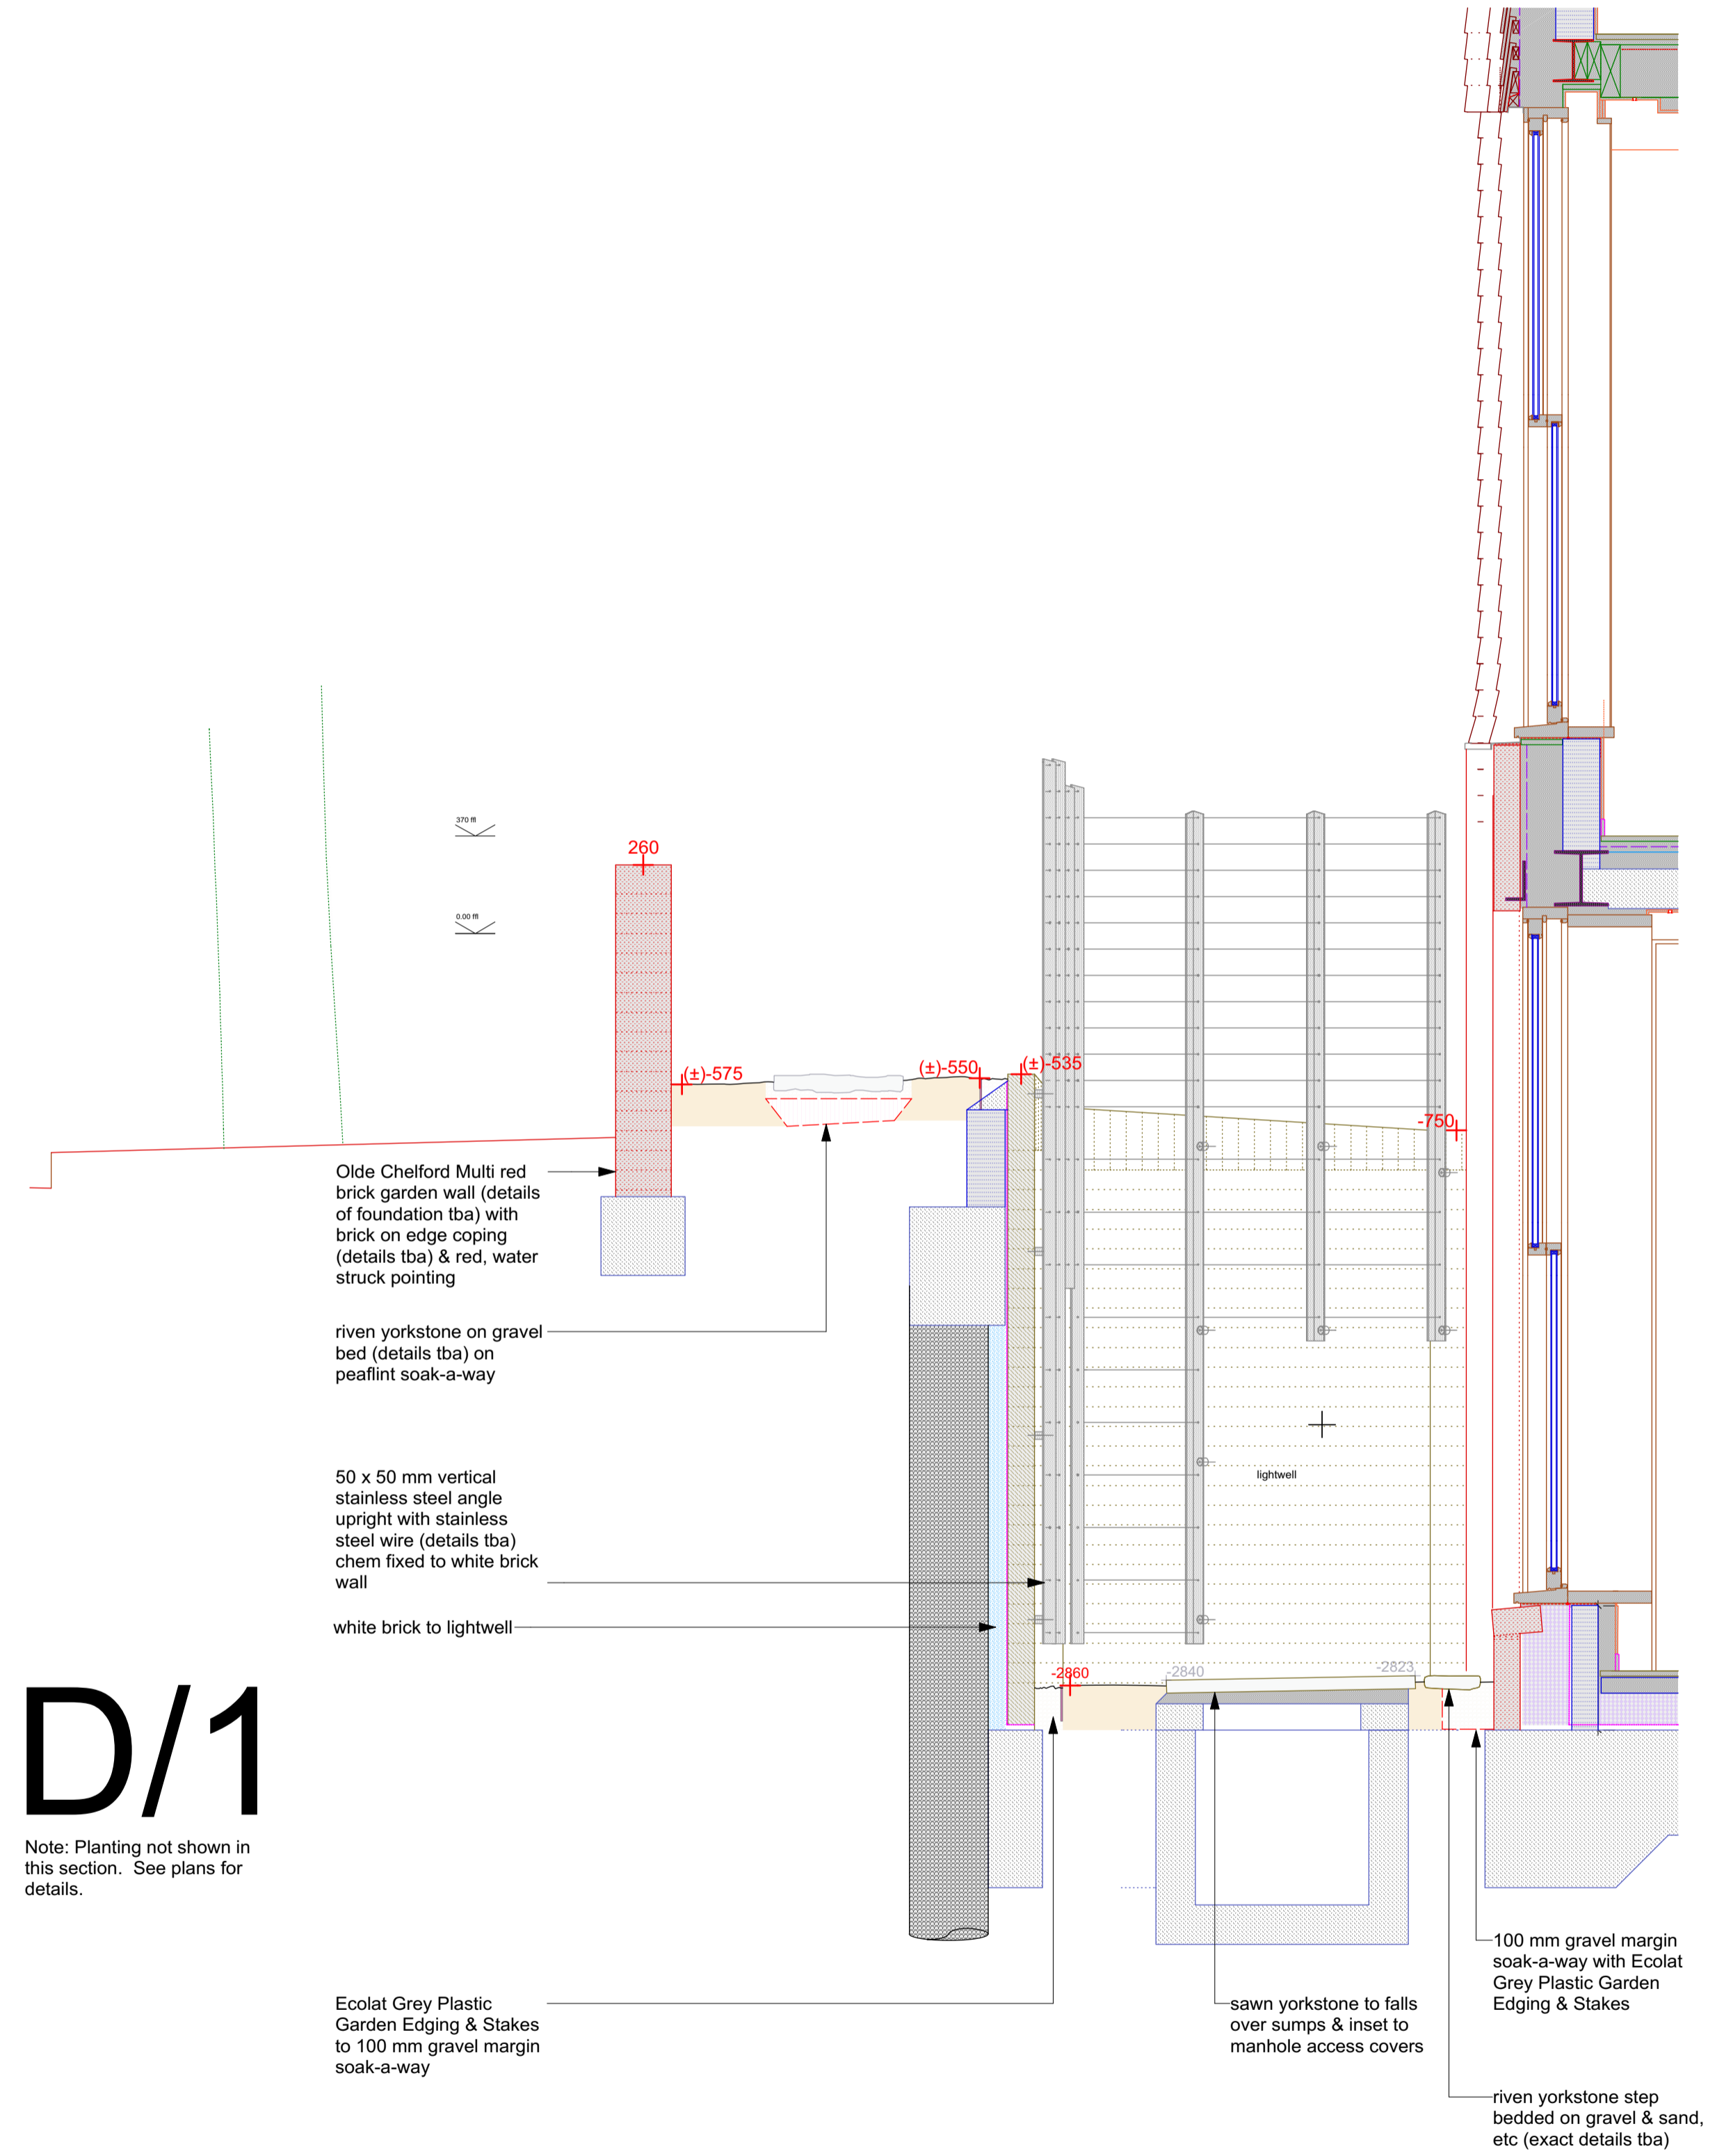 370 ffl
260
0.00 ffl
(±)-575
(±)-550
(±)-535
-750
Olde Chelford Multi red
brick garden wall (details
of foundation tba) with
brick on edge coping
(details tba) & red, water
struck pointing
riven yorkstone on gravel
bed (details tba) on
peaflint soak-a-way
lightwell
50 x 50 mm vertical
stainless steel angle
upright with stainless
steel wire (details tba)
chem fixed to white brick
wall
white brick to lightwell
-2860
-2840
-2823
D/1
Note: Planting not shown in
this section.  See plans for
details.
Ecolat Grey Plastic
Garden Edging & Stakes
to 100 mm gravel margin
soak-a-way
sawn yorkstone to falls
over sumps & inset to
manhole access covers
100 mm gravel margin
soak-a-way with Ecolat
Grey Plastic Garden
Edging & Stakes
riven yorkstone step
bedded on gravel & sand,
etc (exact details tba)